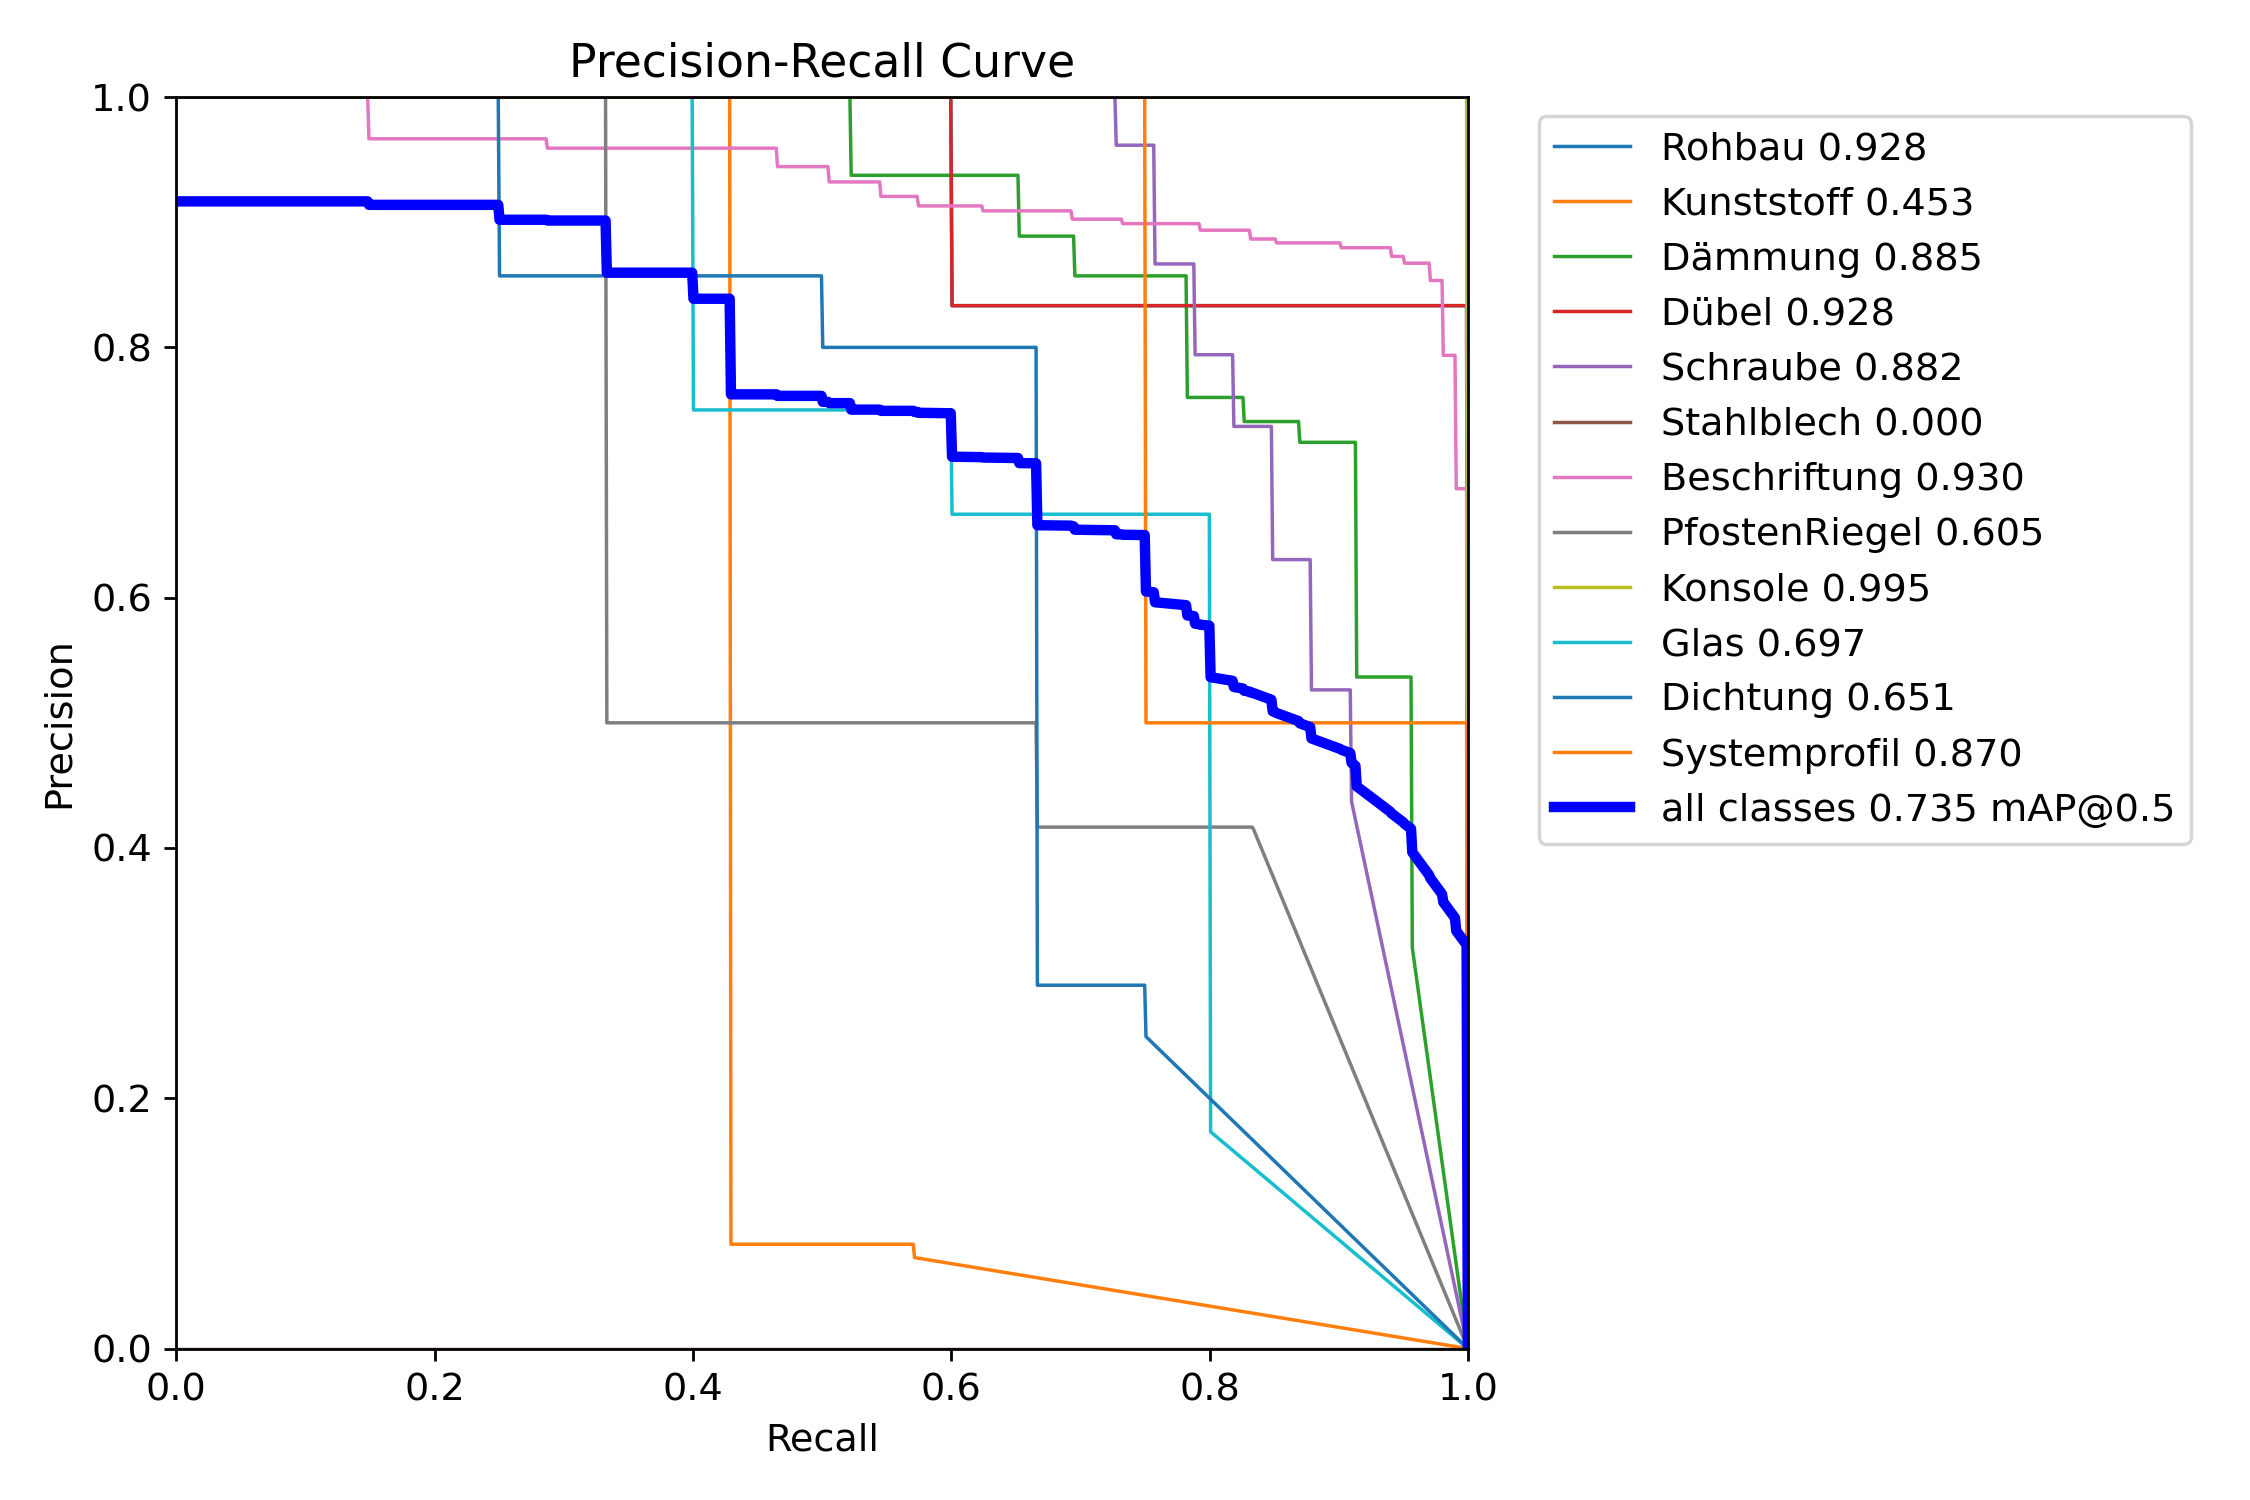 Precision-Recall Curve
1.0
0.8
0.6
0.4
0.2
0.0
Precision
0.0 0.2 0.4 0.6 0.8 1.0
Recall
Rohbau 0.928
Kunststoff 0.453
Dämmung 0.885
Dübel 0.928
Schraube 0.882
Stahlblech 0.000
Beschriftung 0.930
PfostenRiegel 0.605
Konsole 0.995
Glas 0.697
Dichtung 0.651
Systemprofil 0.870
all classes 0.735 mAP@0.5